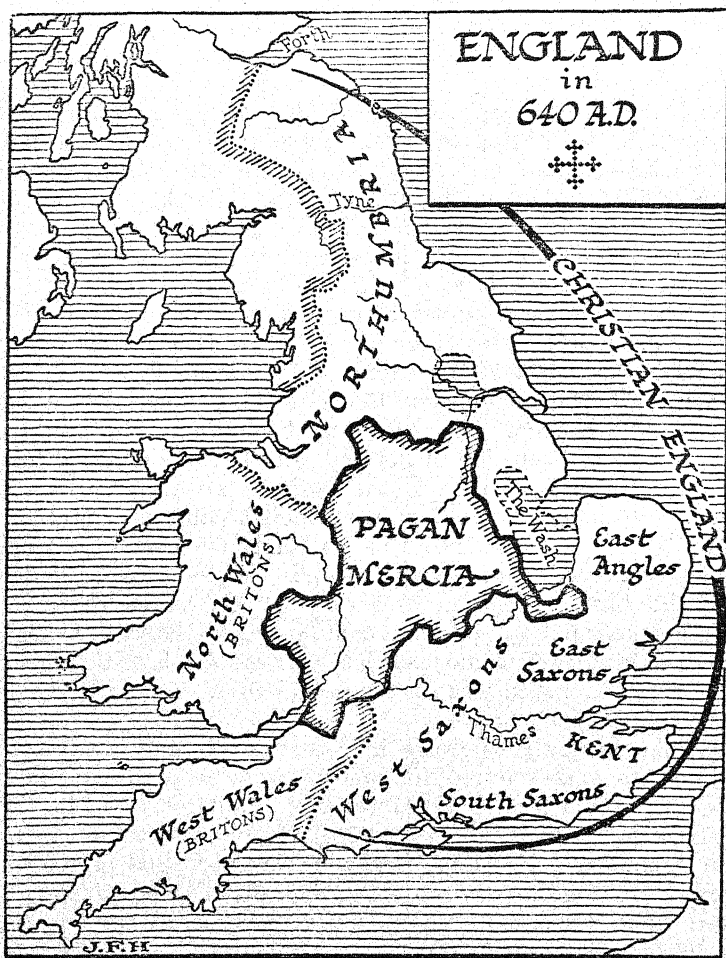 ENGLAND
in
640 A.D.
Forth
Tyne
NORTHUMBRIA
CHRISTIAN ENGLAND
PAGAN
MERCIA
The Wash
East
Angles
North Wales
(BRITONS)
East
Saxons
West Saxons
Thames
KENT
South Saxons
West Wales
(BRITONS)
J.F.H